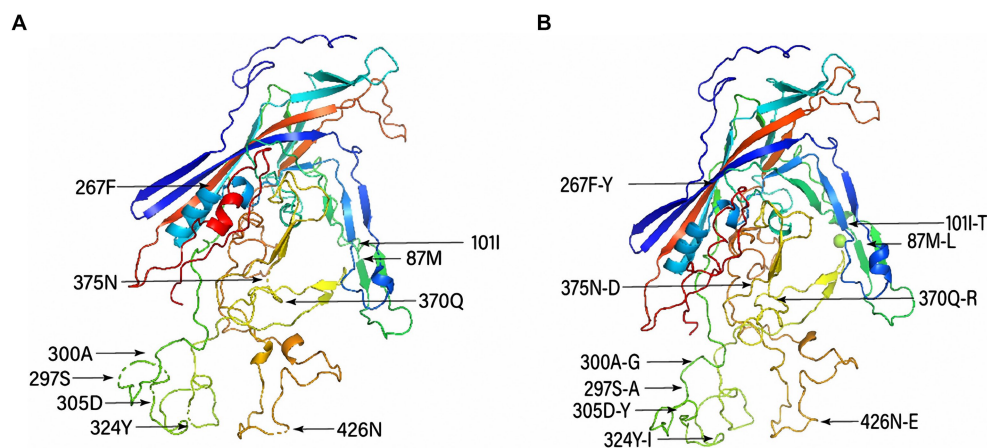 A
267F
101I
87M
375N
370Q
300A
297S
305D
324Y
426N
B
267F-Y
101I-T
87M-L
375N-D
370Q-R
300A-G
297S-A
305D-Y
324Y-I
426N-E